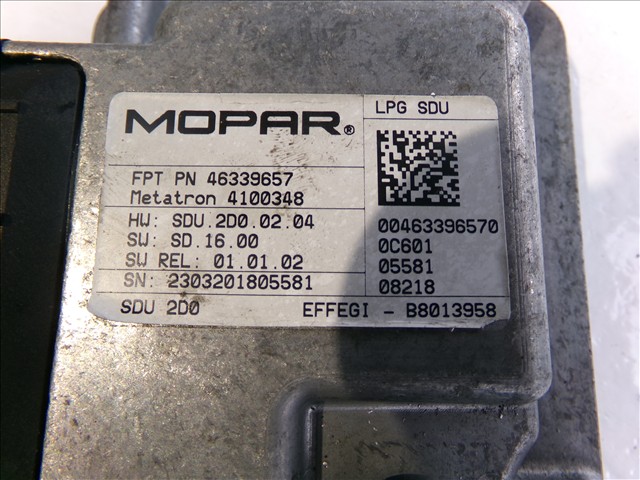 MOPAR®
FPT PN 46339657
Metatron 4100348
HW: SDU.2D0.02.04
SW: SD.16.00
SW REL: 01.01.02
SN: 2303201805581
SDU 2D0
LPG SDU
00463396570
0C601
05581
08218
EFFEGI - B8013958